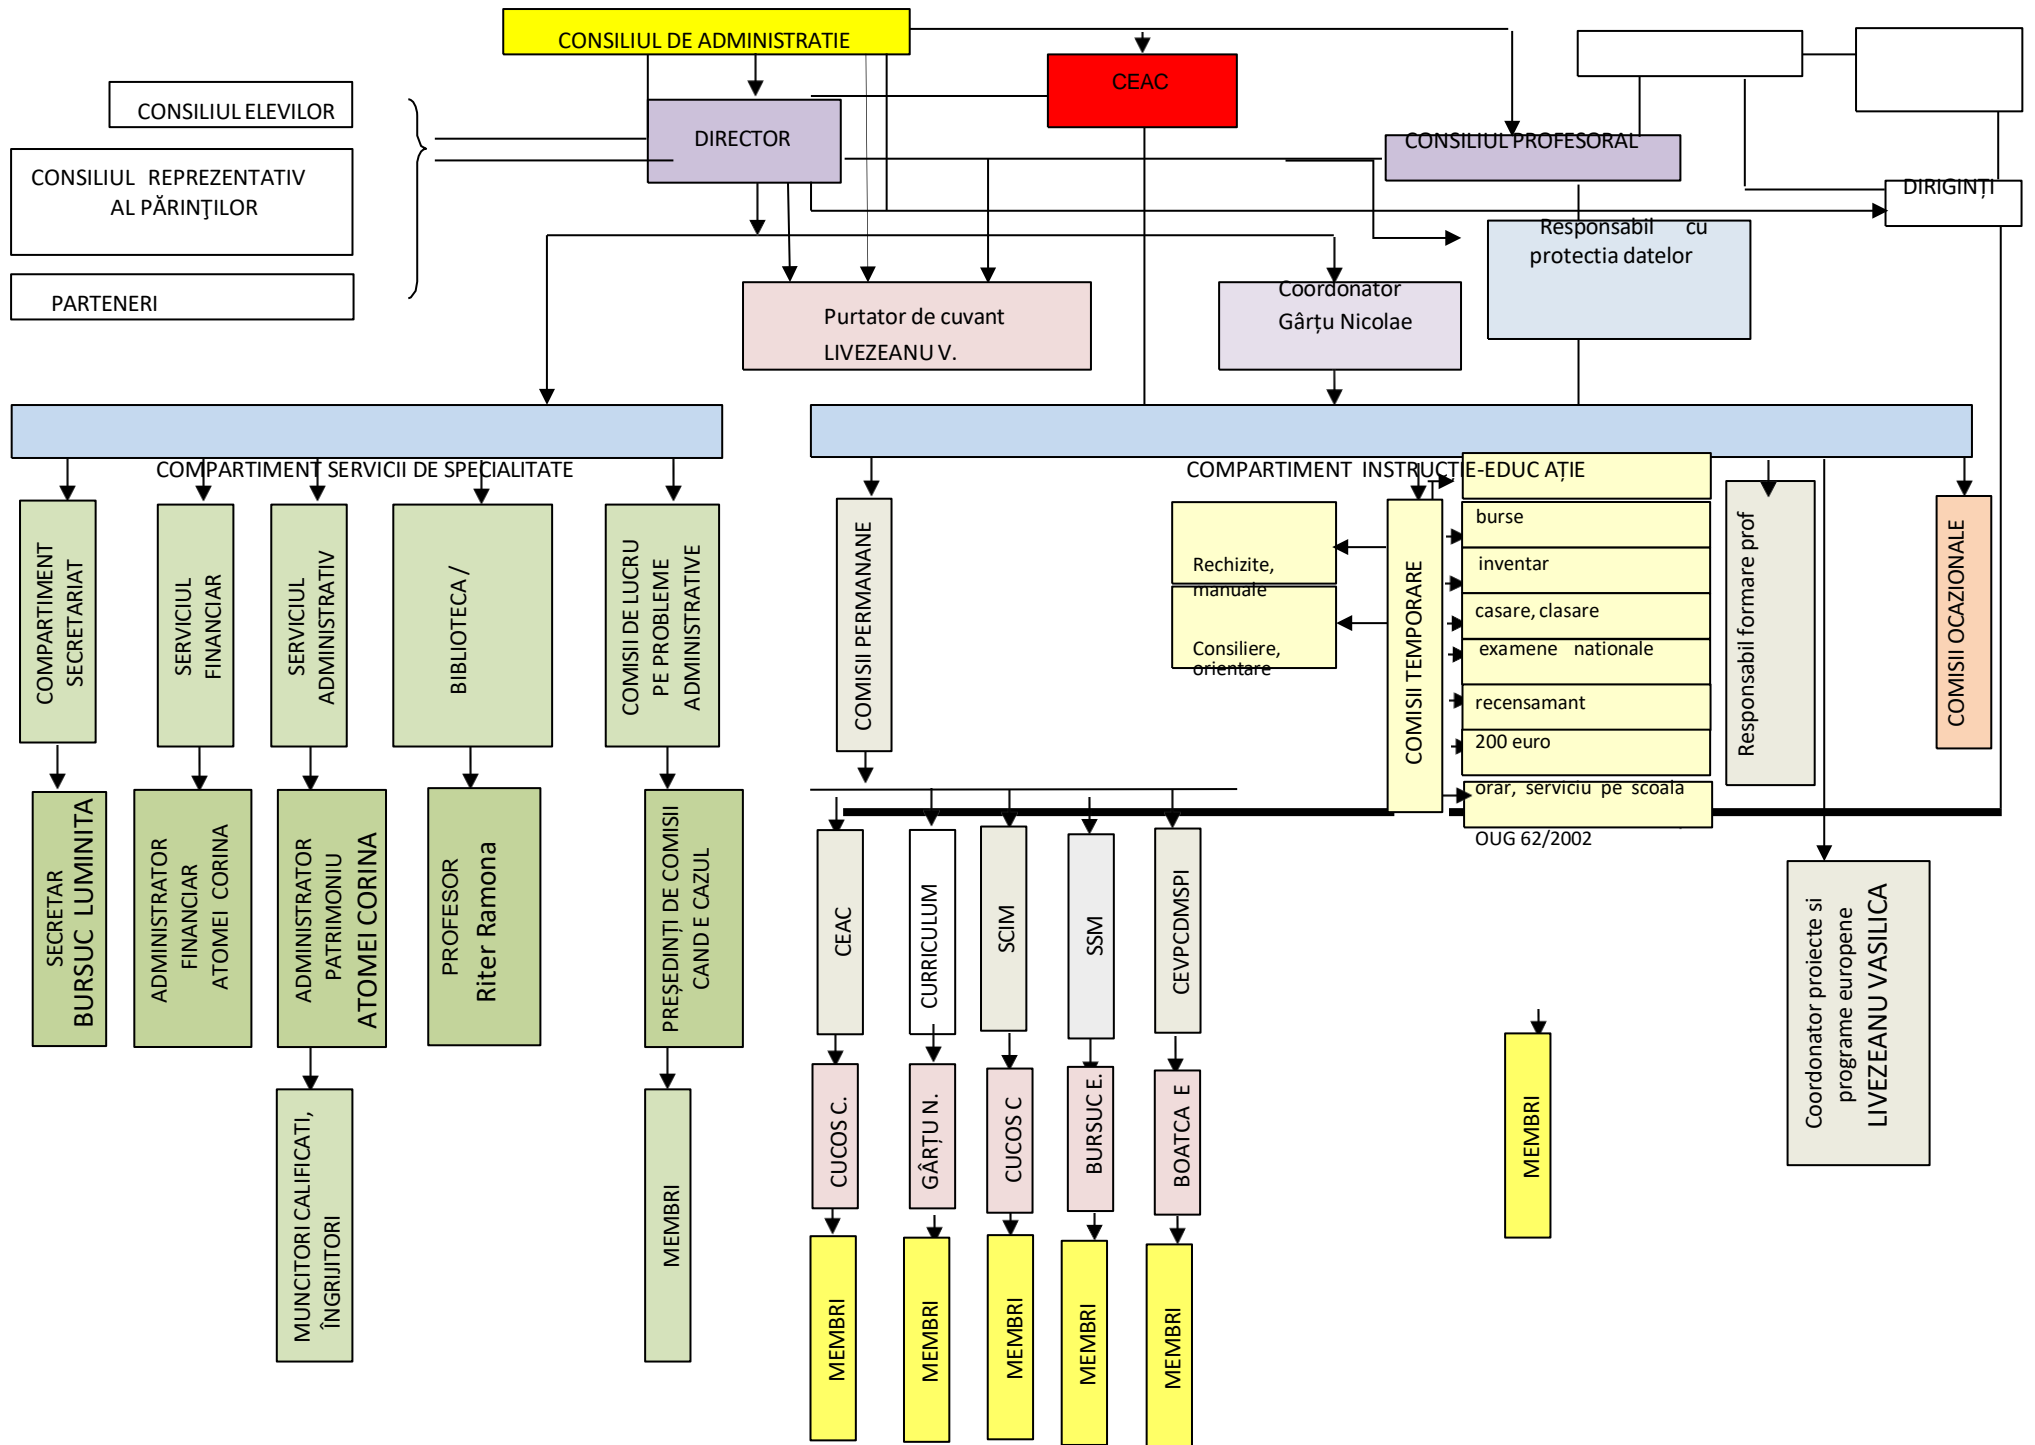 CONSILIUL DE ADMINISTRATIE
CEAC
CONSILIUL ELEVILOR
DIRECTOR
CONSILIUL PROFESORAL
CONSILIUL REPREZENTATIV
AL PĂRINŢILOR
DIRIGINȚI
Responsabil cu
protectia datelor
PARTENERI
Purtator de cuvant
LIVEZEANU V.
Coordonator
Gârțu Nicolae
COMPARTIMENT SERVICII DE SPECIALITATE
COMPARTIMENT INSTRUCȚIE-EDUC AȚIE
COMPARTIMENT
SECRETARIAT
SERVICIUL
FINANCIAR
SERVICIUL
ADMINISTRATIV
BIBLIOTECA /
COMISI DE LUCRU
PE PROBLEME
ADMINISTRATIVE
COMISII PERMANANE
Rechizite,
manuale
Consiliere,
orientare
COMISII TEMPORARE
burse
inventar
casare, clasare
examene nationale
recensamant
200 euro
orar, serviciu pe scoala
OUG 62/2002
Responsabil formare prof
COMISII OCAZIONALE
SECRETAR
BURSUC LUMINITA
ADMINISTRATOR
FINANCIAR
ATOMEI CORINA
ADMINISTRATOR
PATRIMONIU
ATOMEI CORINA
PROFESOR
Riter Ramona
PREȘEDINȚI DE COMISII
CAND E CAZUL
CEAC
CURRICULUM
SCIM
SSM
CEVPCDMSPI
Coordonator proiecte si
programe europene
LIVEZEANU VASILICA
MUNCITORI CALIFICATI,
ÎNGRIJITORI
MEMBRI
CUCOS C.
GÂRȚU N.
CUCOS C
BURSUC E.
BOATCA E
MEMBRI
MEMBRI
MEMBRI
MEMBRI
MEMBRI
MEMBRI